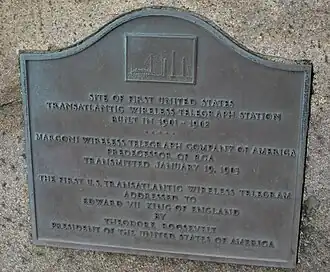 SITE OF FIRST UNITED STATES
TRANSATLANTIC WIRELESS TELEGRAPH STATION
BUILT IN 1901 - 1902
.....
MARCONI WIRELESS TELEGRAPH COMPANY OF AMERICA
PREDECESSOR OF RCA
TRANSMITTED JANUARY 19, 1903
THE FIRST U.S. TRANSATLANTIC WIRELESS TELEGRAM
ADDRESSED TO
EDWARD VII KING OF ENGLAND
BY
THEODORE ROOSEVELT
PRESIDENT OF THE UNITED STATES OF AMERICA